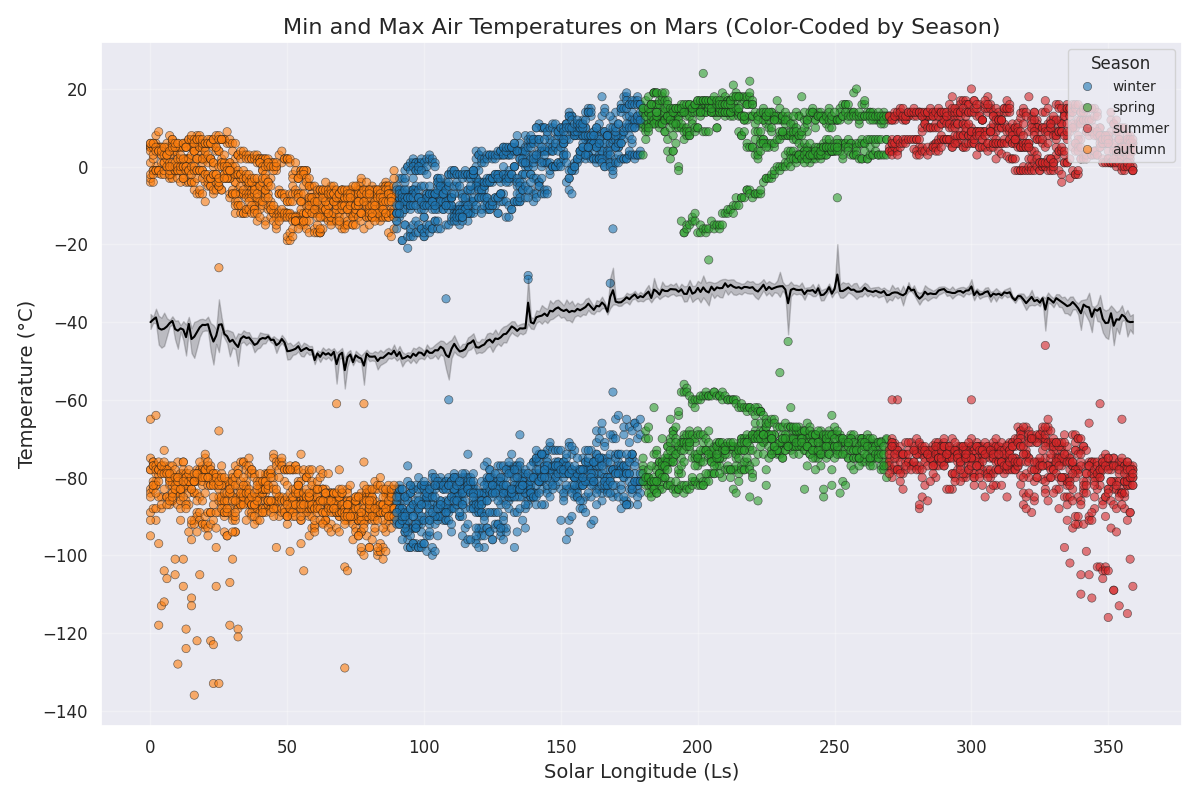 Min and Max Air Temperatures on Mars (Color-Coded by Season)
Season
winter
spring
summer
autumn
20
0
−20
−40
−60
−80
−100
−120
−140
Temperature (°C)
0 50 100 150 200 250 300 350
Solar Longitude (Ls)